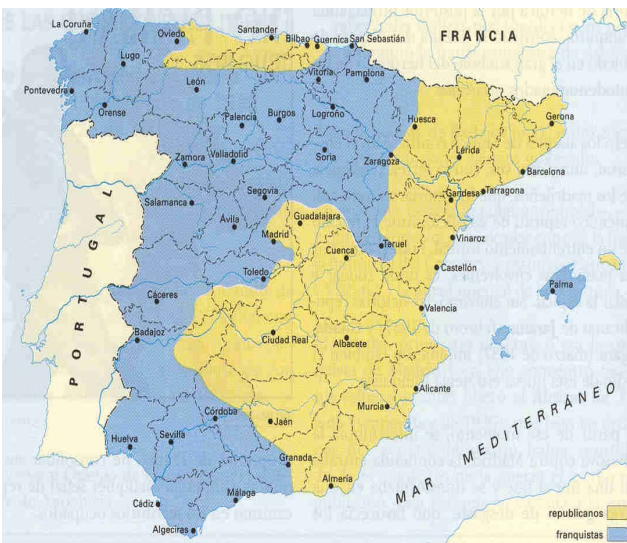 La Coruña
Oviedo
Santander
Bilbao
Guernica
San Sebastián
FRANCIA
Lugo
León
Vitoria
Pamplona
Pontevedra
Orense
Palencia
Burgos
Logroño
Huesca
Gerona
Zamora
Valladolid
Soria
Zaragoza
Lérida
Barcelona
Salamanca
Segovia
Gandesa
Tarragona
Ávila
Guadalajara
Madrid
Teruel
Vinaroz
Cuenca
Castellón
Toledo
Palma
PORTUGAL
Cáceres
Valencia
Badajoz
Ciudad Real
Albacete
Alicante
Córdoba
Murcia
Jaén
Huelva
Sevilla
Granada
Almería
Cádiz
Málaga
Algeciras
MAR MEDITERRÁNEO
republicanos
franquistas